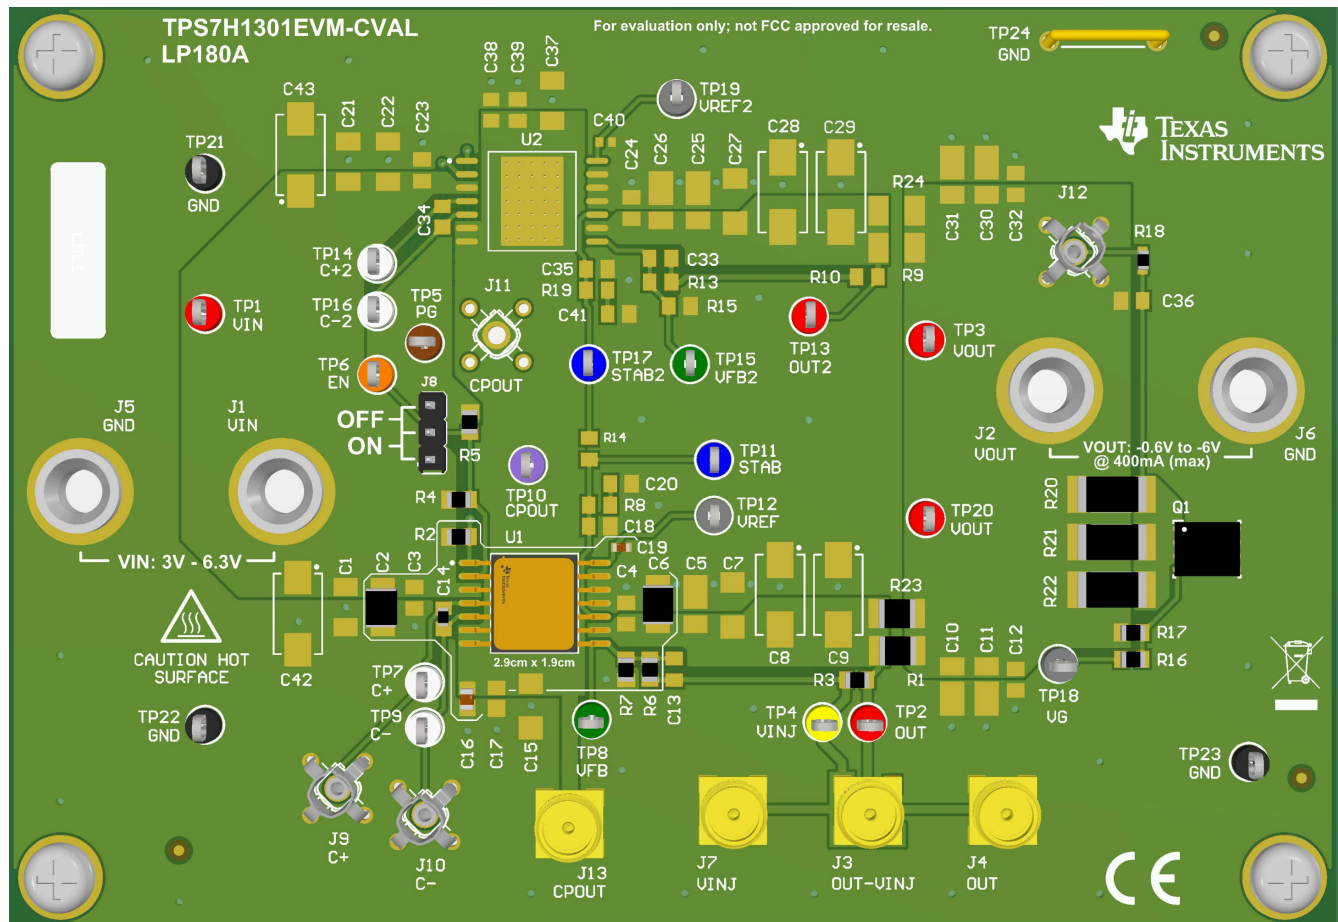 TPS7H1301EVM-CVAL
LP180A
For evaluation only; not FCC approved for resale.
TP24
GND
C38
C39
C37
TP19
VREF2
C43
C21
C22
C23
U2
C40
C24
C26
C25
C27
C28
C29
TEXAS
INSTRUMENTS
TP21
GND
C34
R24
C31
C30
C32
J12
R18
TP14
C+2
TP16
C-2
TP5
PG
J11
CPOUT
C35
R19
C41
C33
R13
R15
R10
R9
C36
TP1
VIN
TP6
EN
TP17
STAB2
TP15
VFB2
TP13
OUT2
TP3
VOUT
J8
OFF
ON
R5
J5
GND
J1
VIN
J2
VOUT
J6
GND
VOUT: -0.6V to -6V
@ 400mA (max)
R14
TP11
STAB
TP10
CPOUT
R4
R2
C20
R8
C18
C19
TP12
VREF
TP20
VOUT
R20
R21
R22
Q1
VIN: 3V - 6.3V
U1
TEXAS
INSTRUMENTS
C1
C2
C3
C14
C4
C6
C5
C7
R23
R17
R16
CAUTION HOT
SURFACE
C42
2.9cm x 1.9cm
C8
C9
C10
C11
C12
TP7
C+
TP9
C-
C16
C17
C15
R7
R6
C13
R3
R1
TP18
VG
TP22
GND
TP8
VFB
TP4
VINJ
TP2
OUT
TP23
GND
J9
C+
J10
C-
J13
CPOUT
J7
VINJ
J3
OUT-VINJ
J4
OUT
CE